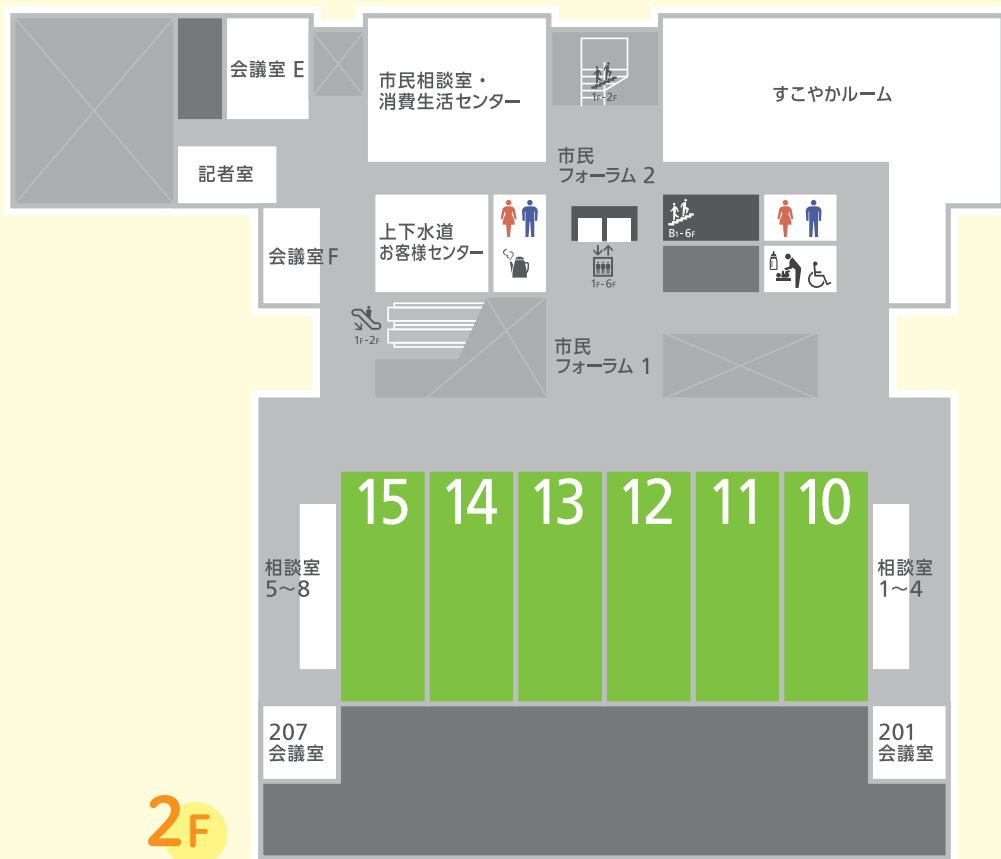 会議室 E
市民相談室・
消費生活センター
1F-2F
すこやかルーム
記者室
市民
フォーラム 2
会議室 F
上下水道
お客様センター
B1-6F
1F-6F
1F-2F
市民
フォーラム 1
15
14
13
12
11
10
相談室
5〜8
相談室
1〜4
207
会議室
201
会議室
2F